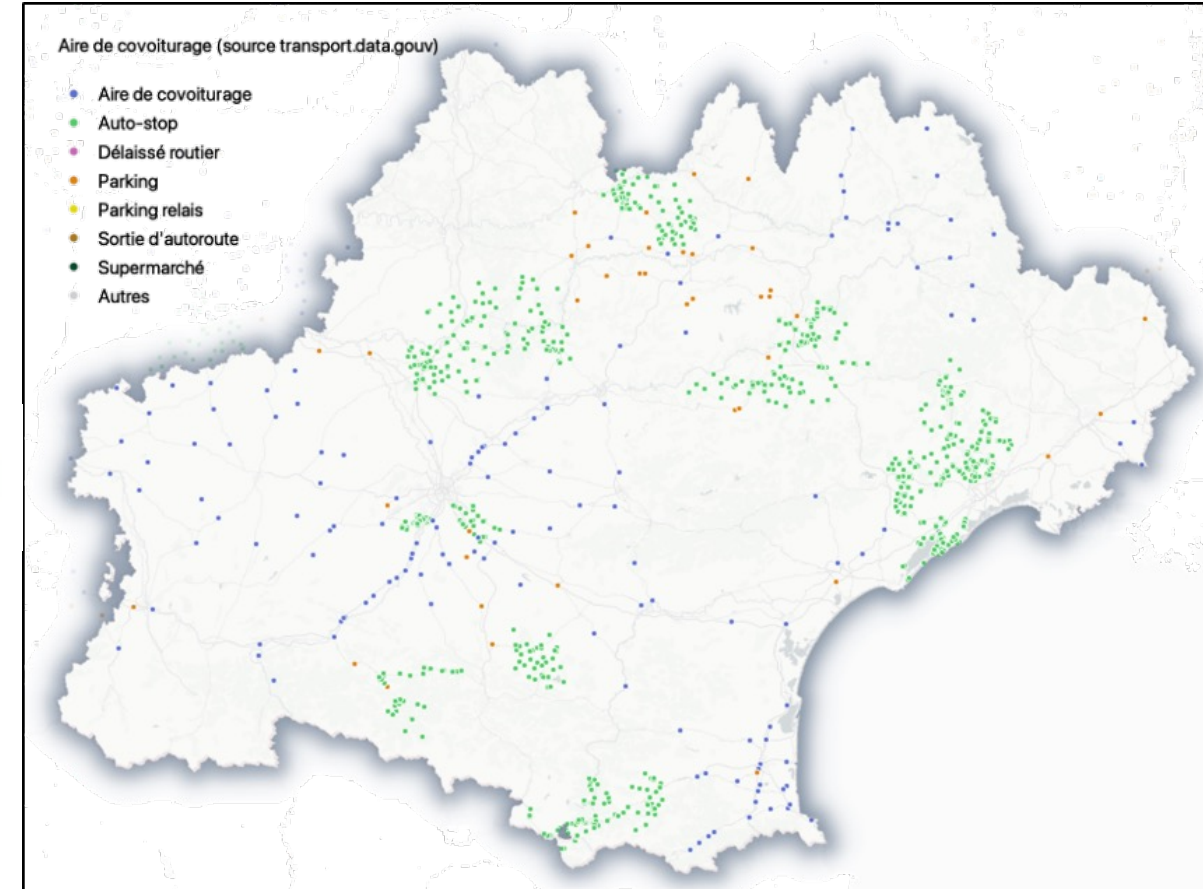 Aire de covoiturage (source transport.data.gouv)
Aire de covoiturage
Auto-stop
Délaissé routier
Parking
Parking relais
Sortie d'autoroute
Supermarché
Autres